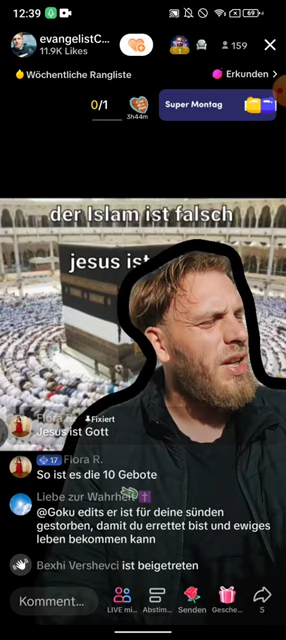 12:39
69
evangelistC...
11.9K Likes
1
159
Wöchentliche Rangliste
Erkunden >
0/1
3h44m
Super Montag
der Islam ist falsch
jesus ist
Fiora R.
Fixiert
Jesus ist Gott
17 Fiora R.
So ist es die 10 Gebote
Liebe zur Wahrheit
@Goku edits er ist für deine sünden
gestorben, damit du errettet bist und ewiges
leben bekommen kann
Bexhi Vershevci ist beigetreten
Komment...
LIVE mi...
Abstim...
Senden
Gesche...
5